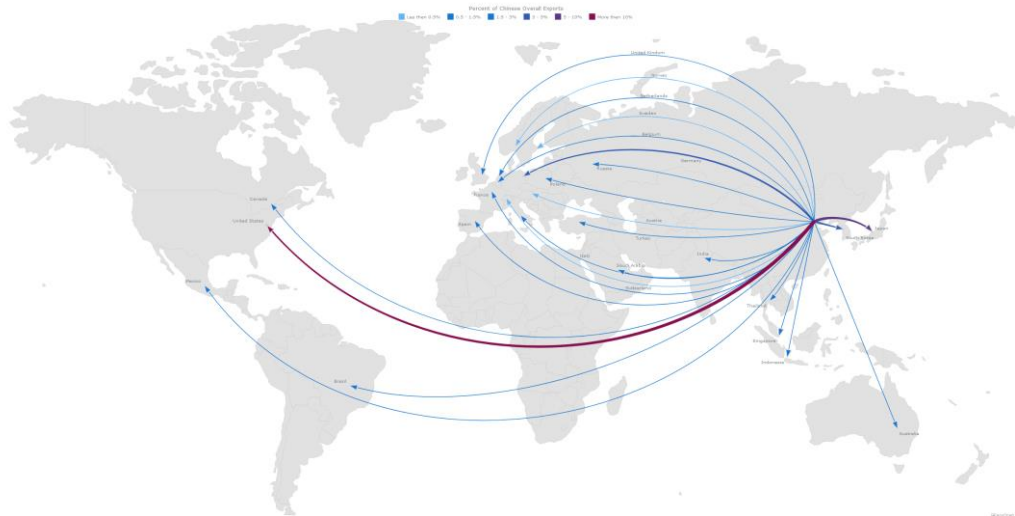 Percent of Chinese Overall Exports
Less than 0.5% 0.5 - 1.0% 1.0 - 3% 3 - 5% 5 - 10% More than 10%
United Kingdom
Norway
Netherlands
Sweden
Belgium
Germany
Russia
Poland
France
Canada
United States
Spain
Austria
Turkey
Japan
South Korea
Italy
India
Saudi Arabia
Mexico
Switzerland
Thailand
Singapore
Indonesia
Brazil
Australia